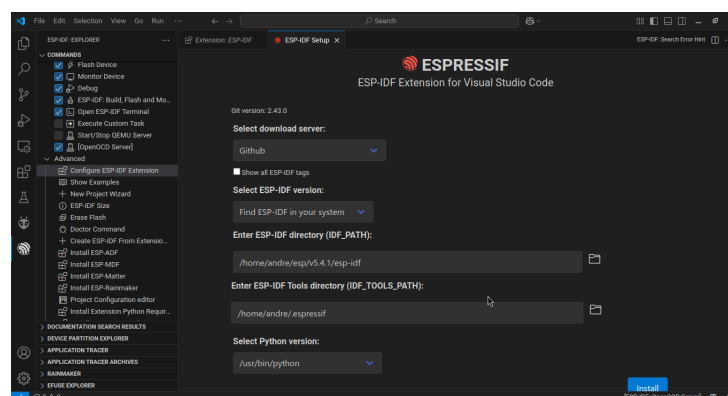 File Edit Selection View Go Run ···
Search
ESP-IDF: EXPLORER ···
Extension: ESP-IDF
ESP-IDF Setup ×
ESP-IDF: Search Error Hint
COMMANDS
Flash Device
Monitor Device
Debug
ESP-IDF: Build, Flash and Mo...
Open ESP-IDF Terminal
Execute Custom Task
Start/Stop QEMU Server
[OpenOCD Server]
Advanced
Configure ESP-IDF Extension
Show Examples
New Project Wizard
ESP-IDF Size
Erase Flash
Doctor Command
Create ESP-IDF From Extensio...
Install ESP-ADF
Install ESP-MDF
Install ESP-Matter
Install ESP-Rainmaker
Project Configuration editor
Install Extension Python Requir...
DOCUMENTATION SEARCH RESULTS
DEVICE PARTITION EXPLORER
APPLICATION TRACER
APPLICATION TRACER ARCHIVES
RAINMAKER
EFUSE EXPLORER
ESPRESSIF
ESP-IDF Extension for Visual Studio Code
Git version: 2.43.0
Select download server:
Github
Show all ESP-IDF tags
Select ESP-IDF version:
Find ESP-IDF in your system
Enter ESP-IDF directory (IDF_PATH):
/home/andre/esp/v5.4.1/esp-idf
Enter ESP-IDF Tools directory (IDF_TOOLS_PATH):
/home/andre/.espressif
Select Python version:
/usr/bin/python
Install